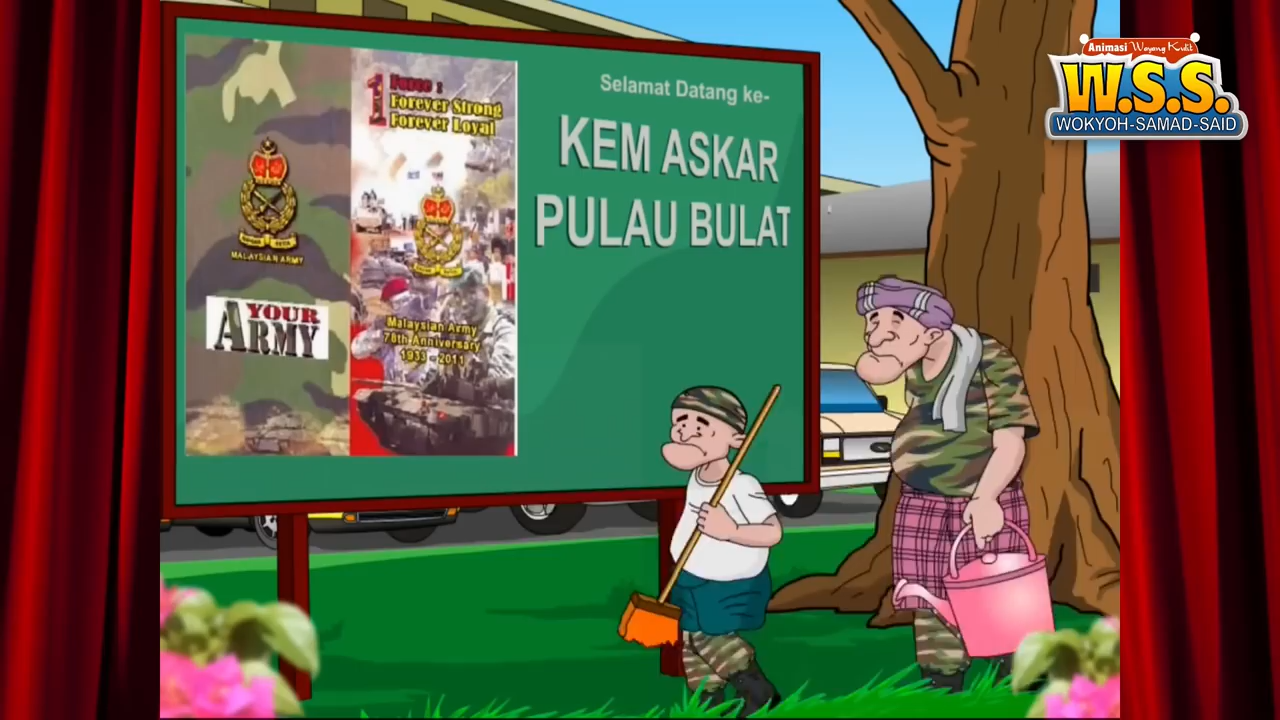 Animasi Wayang Kulit
W.S.S.
WOKYOH-SAMAD-SAID
Selamat Datang ke-
KEM ASKAR
PULAU BULAT
MALAYSIAN ARMY
YOUR
ARMY
1 Force :
Forever Strong
Forever Loyal
Malaysian Army
78th Anniversary
1933 - 2011